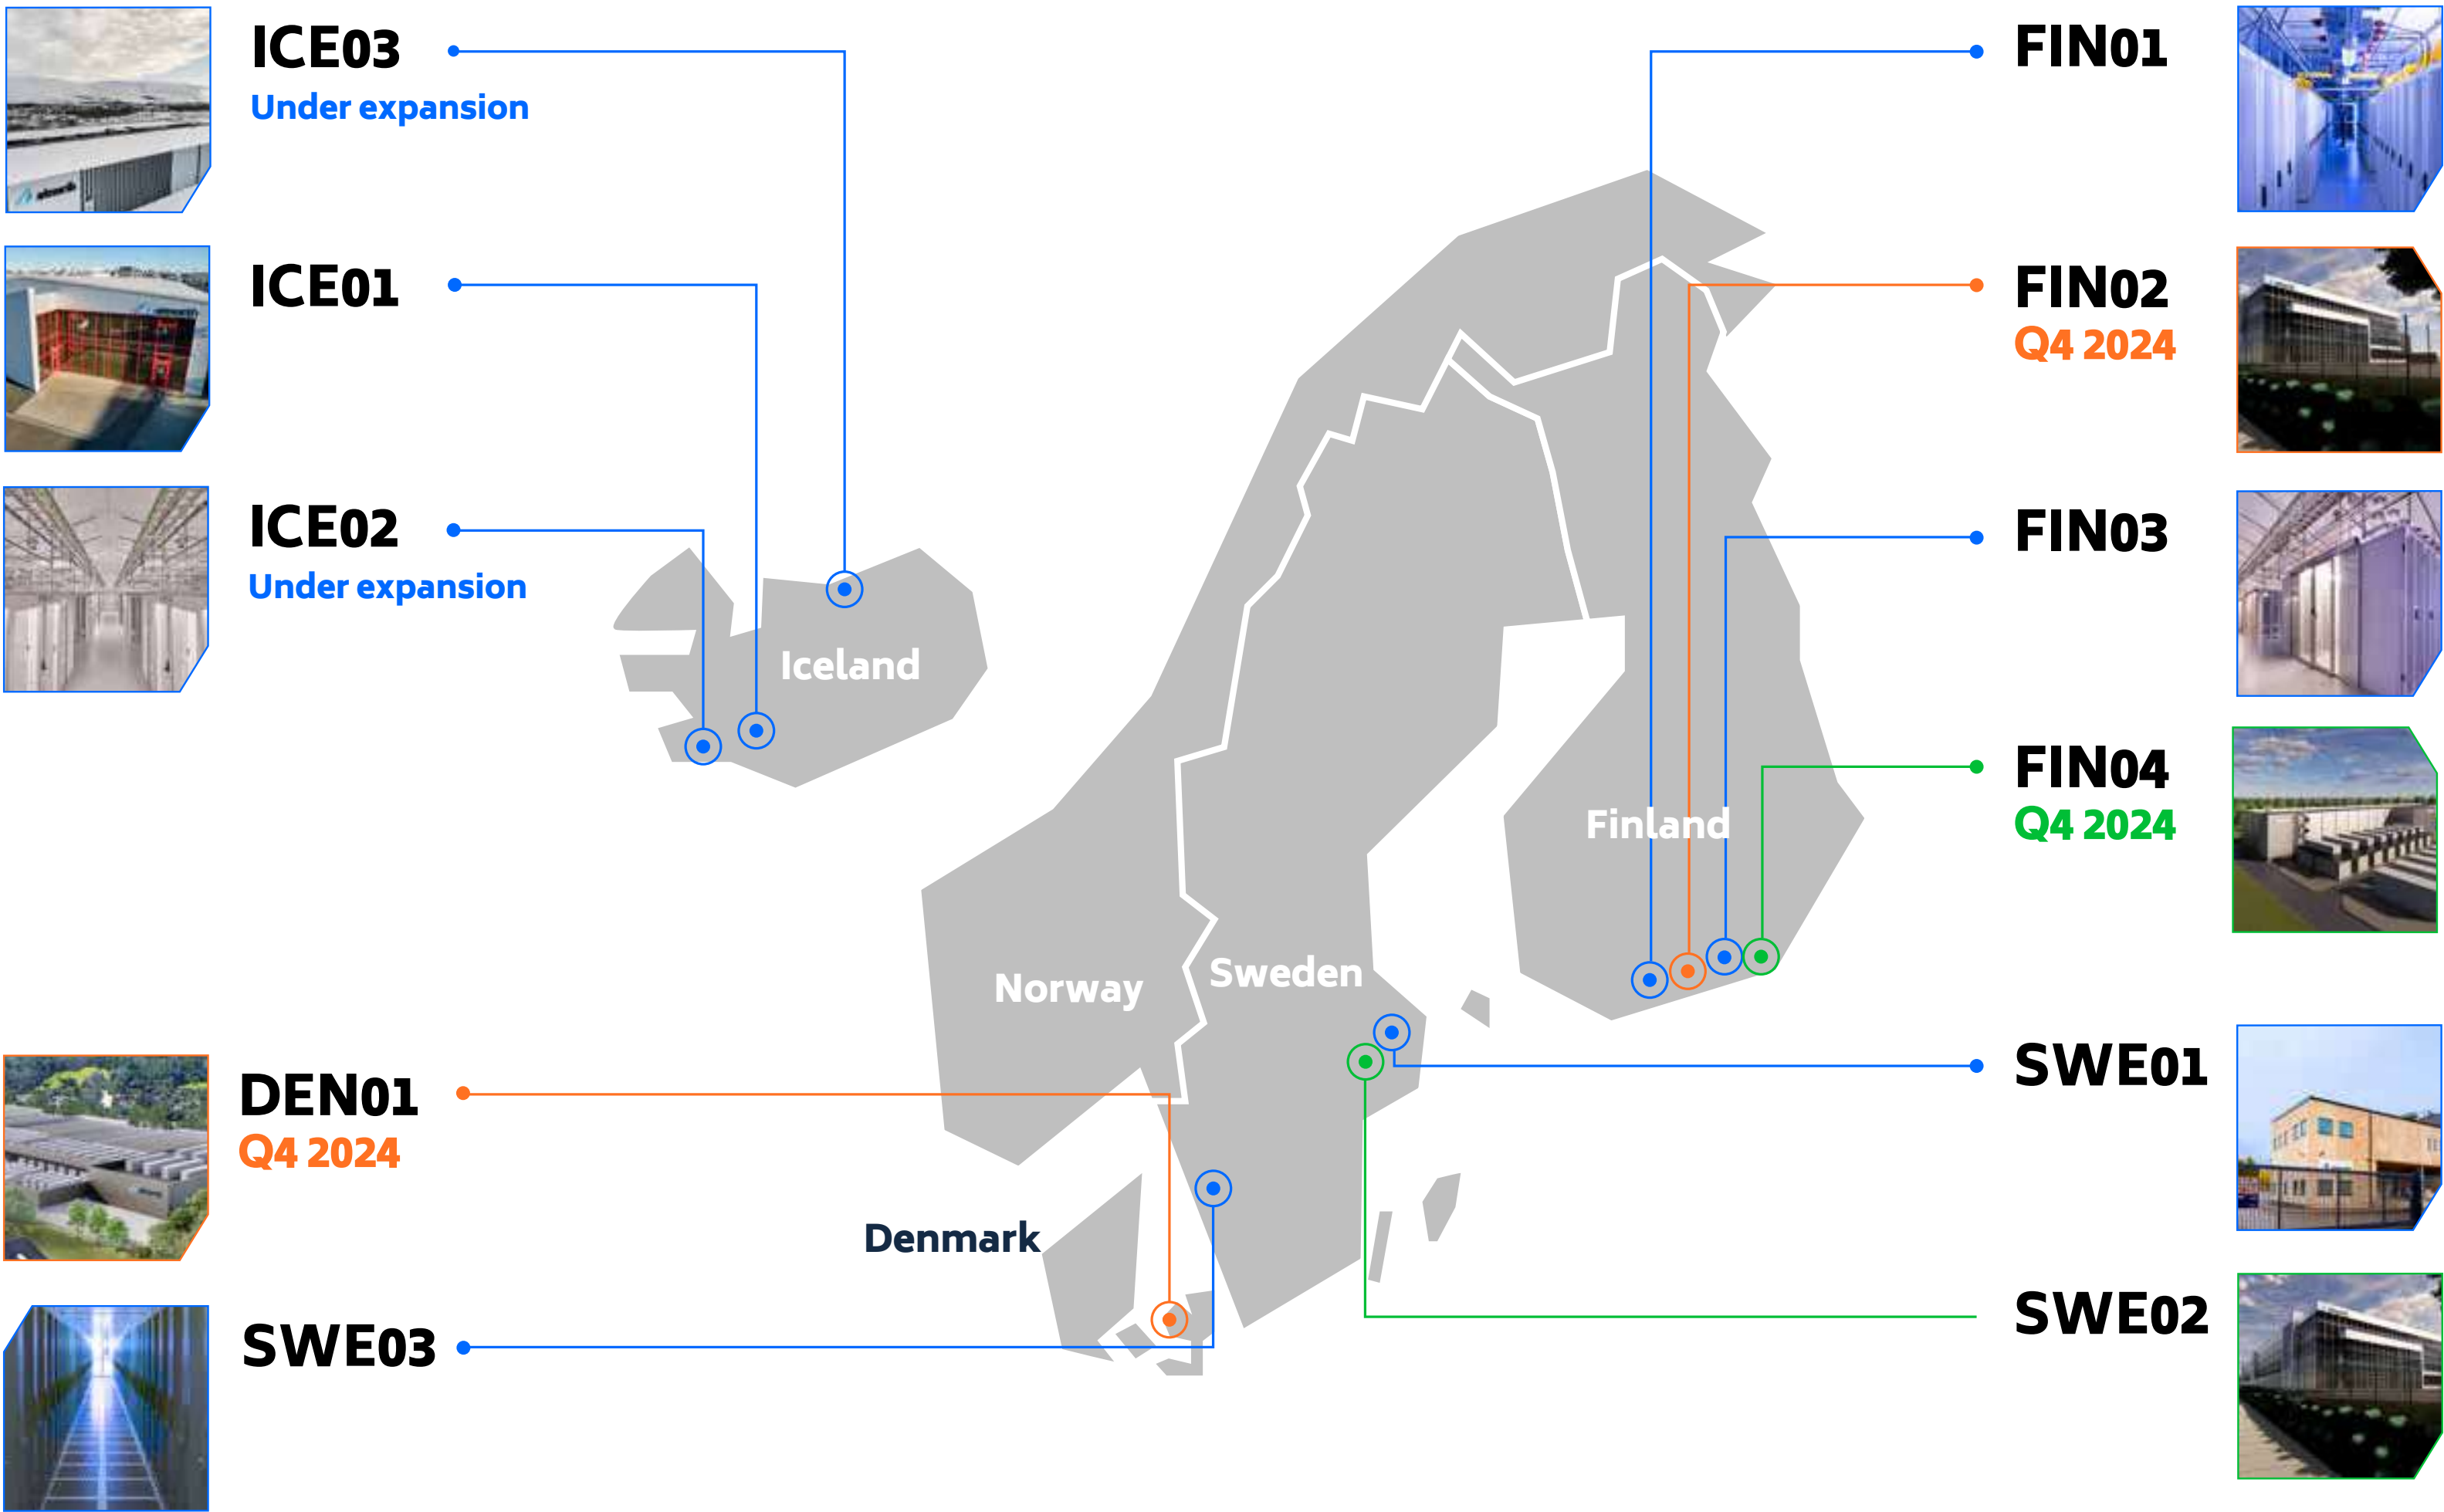 ICE03
Under expansion
ICE01
ICE02
Under expansion
DEN01
Q4 2024
SWE03
Iceland
Norway
Sweden
Finland
Denmark
FIN01
FIN02
Q4 2024
FIN03
FIN04
Q4 2024
SWE01
SWE02